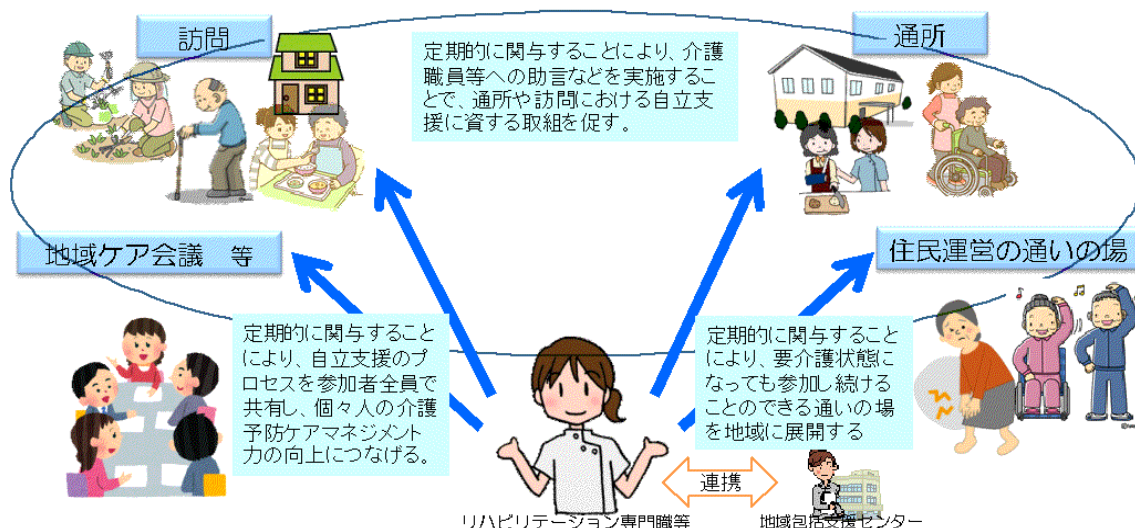 訪問
定期的に関与することにより、介護
職員等への助言などを実施するこ
とで、通所や訪問における自立支
援に資する取組を促す。
通所
地域ケア会議　等
住民運営の通いの場
定期的に関与すること
により、自立支援のプ
ロセスを参加者全員で
共有し、個々人の介護
予防ケアマネジメント
力の向上につなげる。
定期的に関与すること
により、要介護状態に
なっても参加し続ける
ことのできる通いの場
を地域に展開する
連携
リハビリテーション専門職等
地域包括支援センター